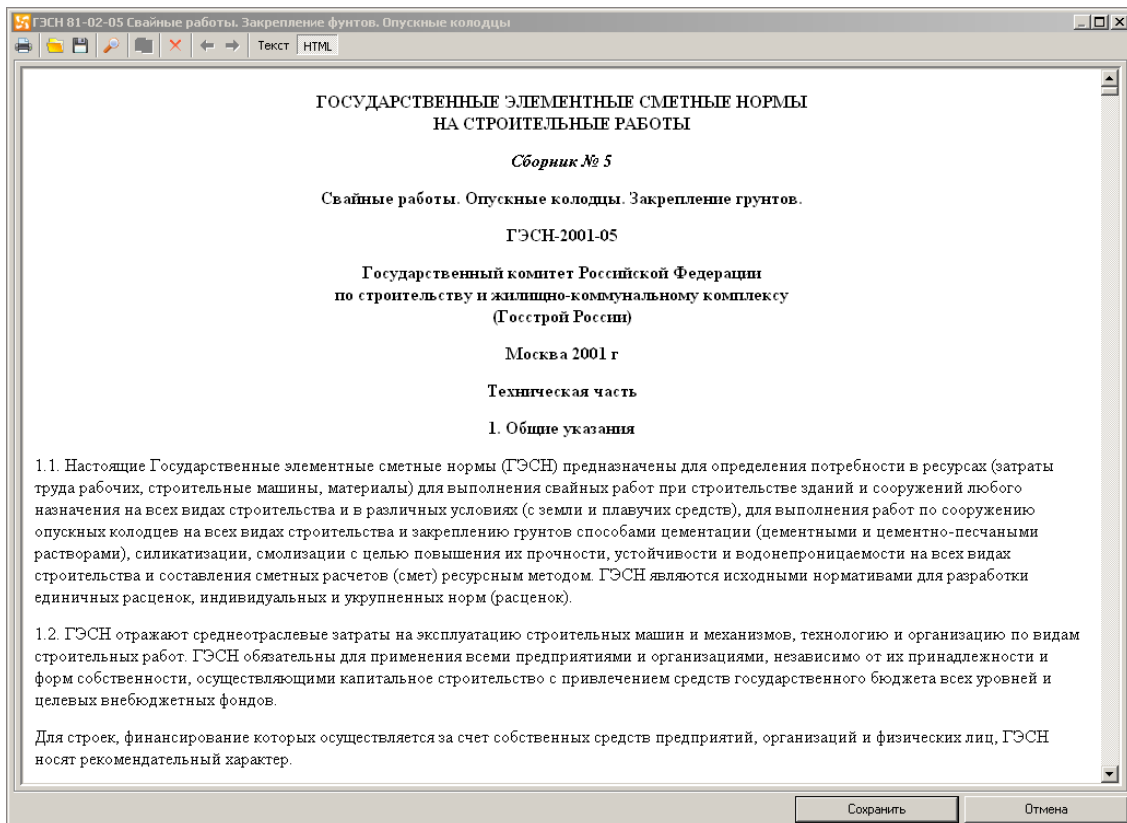 ГЭСН 81-02-05 Свайные работы. Закрепление фунтов. Опускные колодцы
Текст HTML
ГОСУДАРСТВЕННЫЕ ЭЛЕМЕНТНЫЕ СМЕТНЫЕ НОРМЫ
НА СТРОИТЕЛЬНЫЕ РАБОТЫ
Сборник № 5
Свайные работы. Опускные колодцы. Закрепление грунтов.
ГЭСН-2001-05
Государственный комитет Российской Федерации
по строительству и жилищно-коммунальному комплексу
(Госстрой России)
Москва 2001 г
Техническая часть
1. Общие указания
1.1. Настоящие Государственные элементные сметные нормы (ГЭСН) предназначены для определения потребности в ресурсах (затраты
труда рабочих, строительные машины, материалы) для выполнения свайных работ при строительстве зданий и сооружений любого
назначения на всех видах строительства и в различных условиях (с земли и плавучих средств), для выполнения работ по сооружению
опускных колодцев на всех видах строительства и закреплению грунтов способами цементации (цементными и цементно-песчаными
растворами), силикатизации, смолизации с целью повышения их прочности, устойчивости и водонепроницаемости на всех видах
строительства и составления сметных расчетов (смет) ресурсным методом. ГЭСН являются исходными нормативами для разработки
единичных расценок, индивидуальных и укрупненных норм (расценок).
1.2. ГЭСН отражают среднеотраслевые затраты на эксплуатацию строительных машин и механизмов, технологию и организацию по видам
строительных работ. ГЭСН обязательны для применения всеми предприятиями и организациями, независимо от их принадлежности и
форм собственности, осуществляющими капитальное строительство с привлечением средств государственного бюджета всех уровней и
целевых внебюджетных фондов.
Для строек, финансирование которых осуществляется за счет собственных средств предприятий, организаций и физических лиц, ГЭСН
носят рекомендательный характер.
Сохранить Отмена